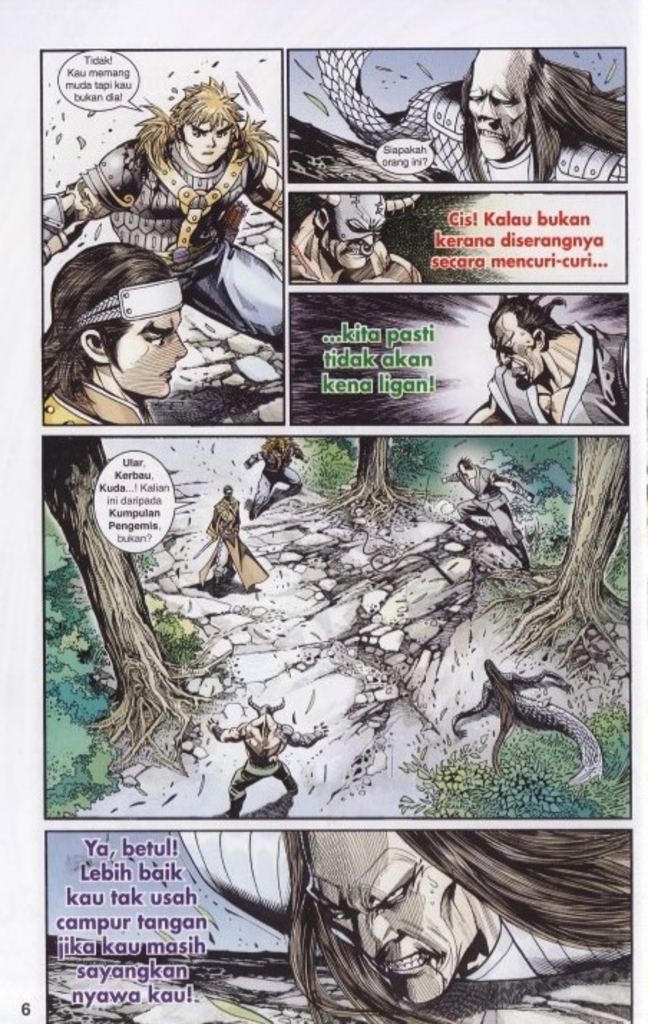 Tidak!
Kau memang
muda tapi kau
bukan dia!
Siapakah
orang ini?
Cis! Kalau bukan
kerana diserangnya
secara mencuri-curi...
...kita pasti
tidak akan
kena ligan!
Ular,
Kerbau,
Kuda...! Kalian
ini daripada
Kumpulan
Pengemis,
bukan?
Ya, betul!
Lebih baik
kau tak usah
campur tangan
jika kau masih
sayangkan
nyawa kau!
6